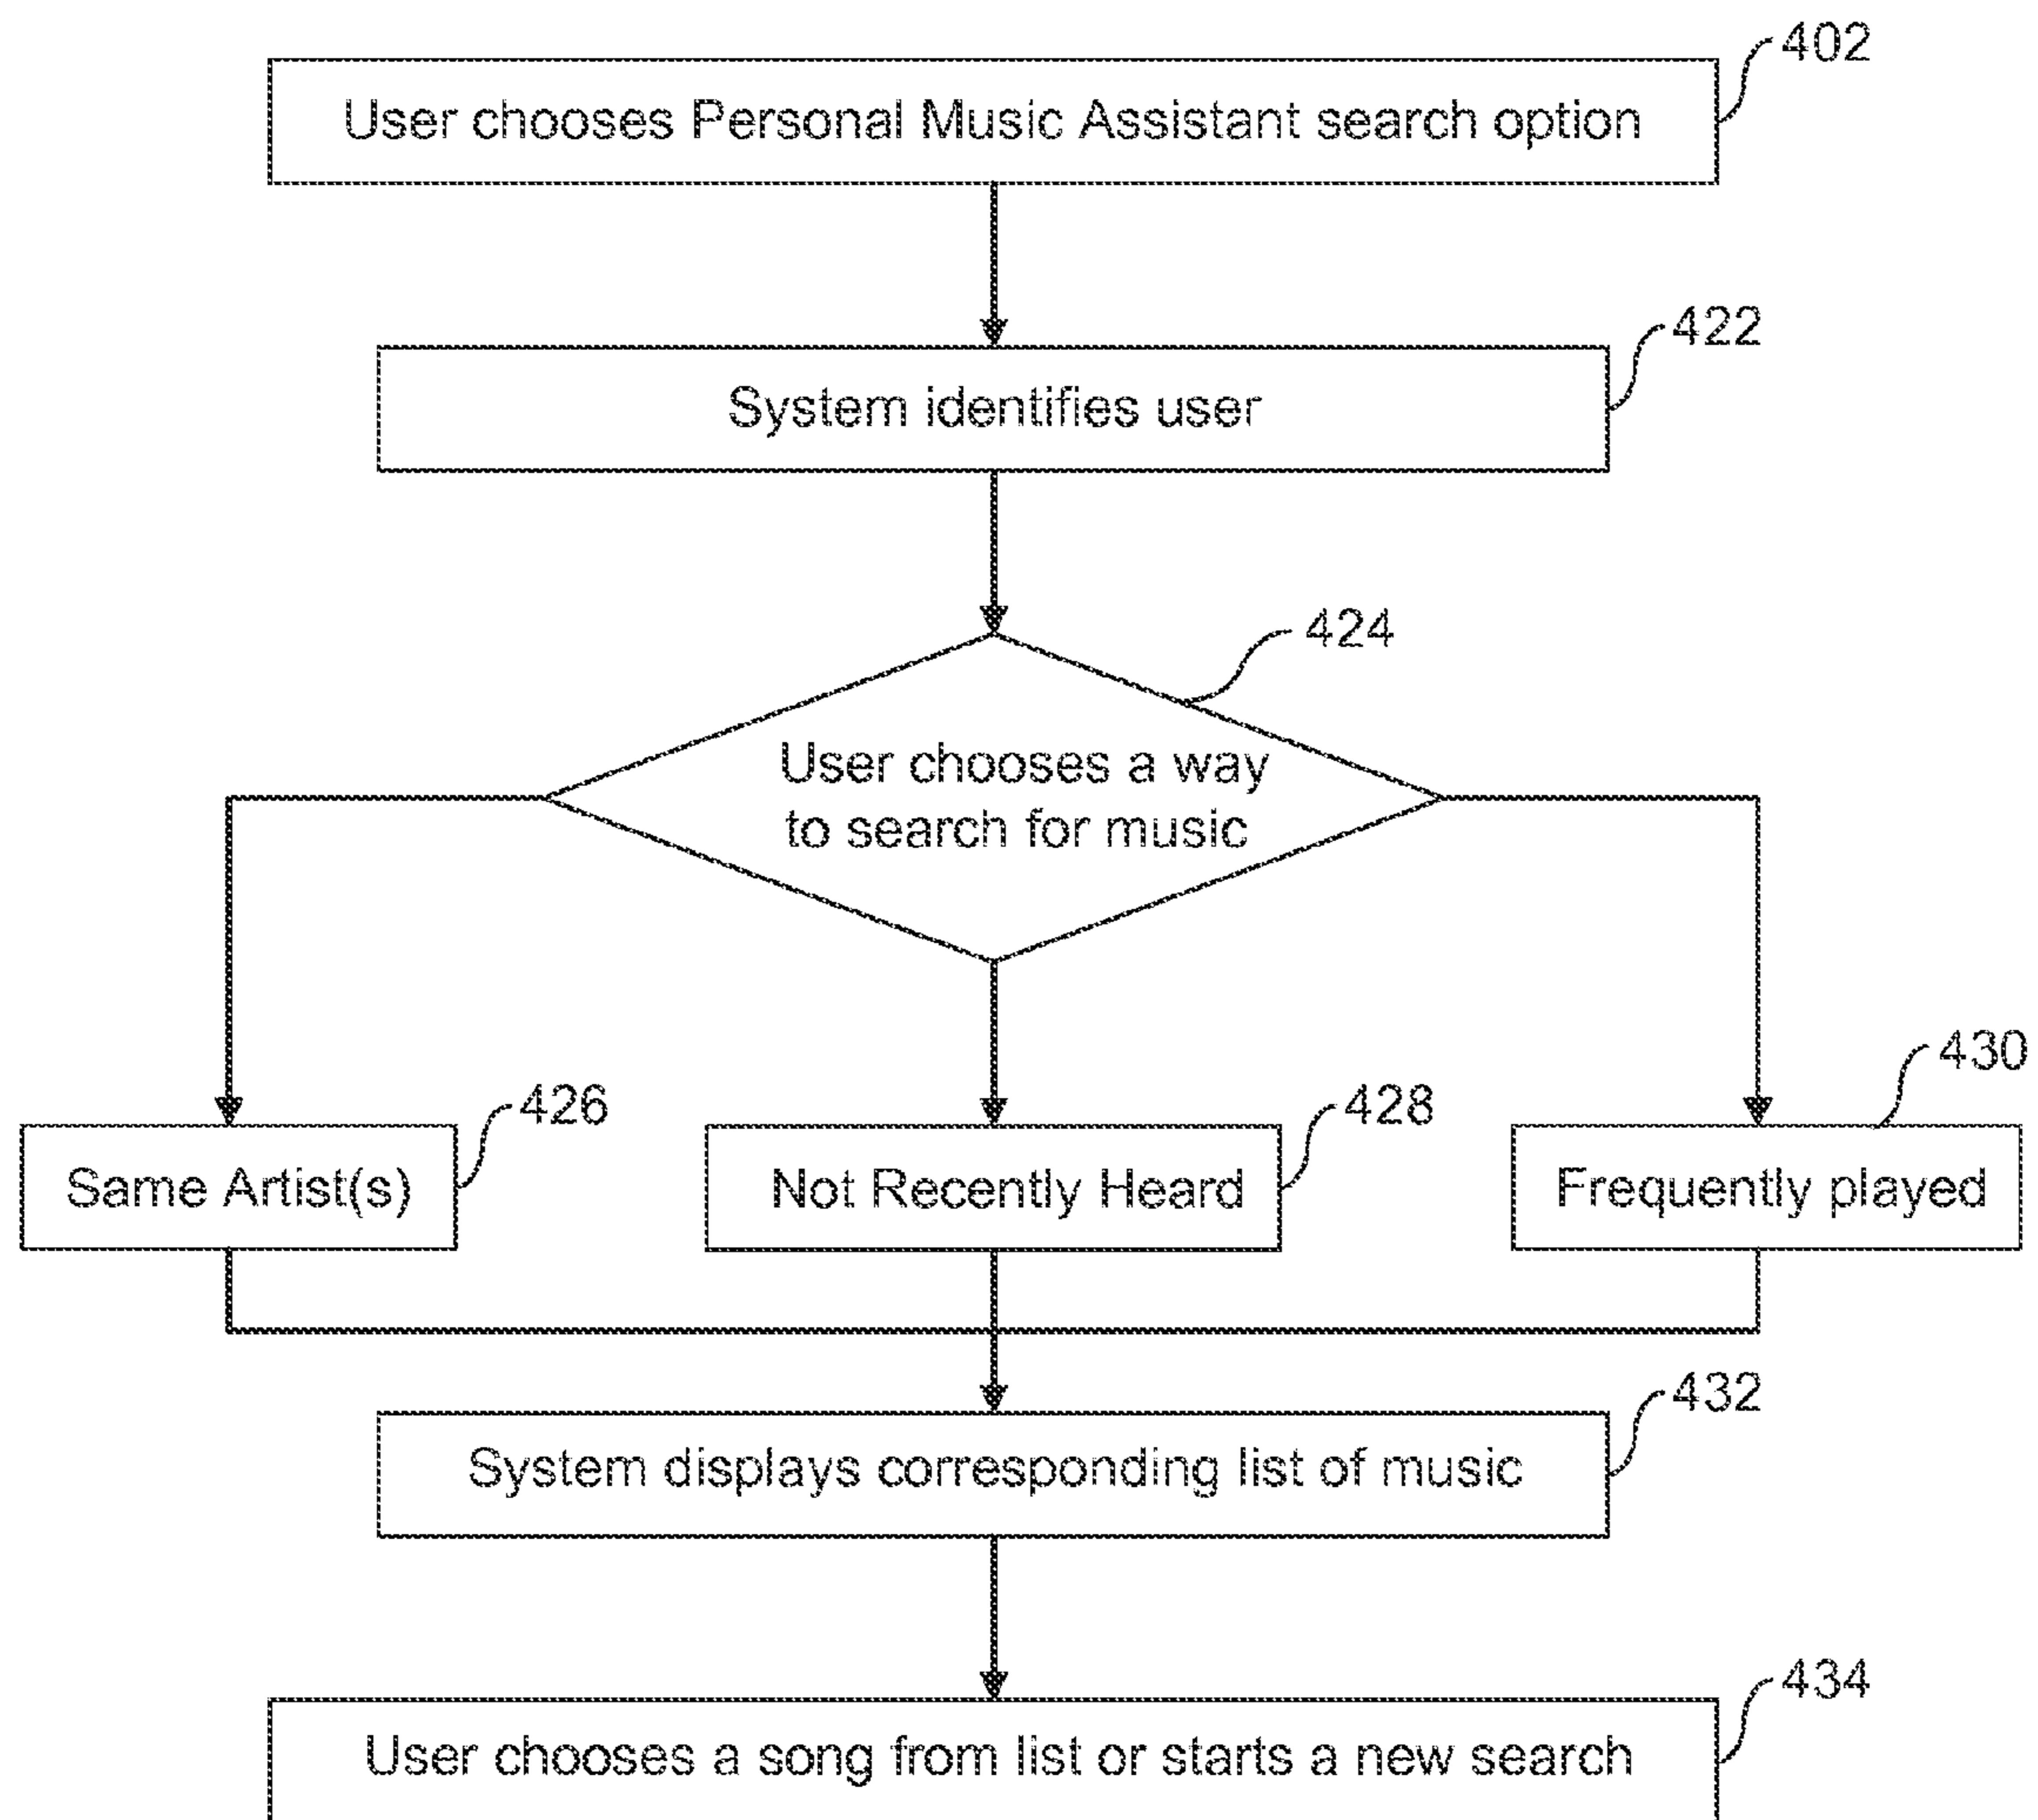 402
User chooses Personal Music Assistant search option
422
System identifies user
424
User chooses a way
to search for music
426
428
430
Same Artist(s)
Not Recently Heard
Frequently played
432
System displays corresponding list of music
434
User chooses a song from list or starts a new search